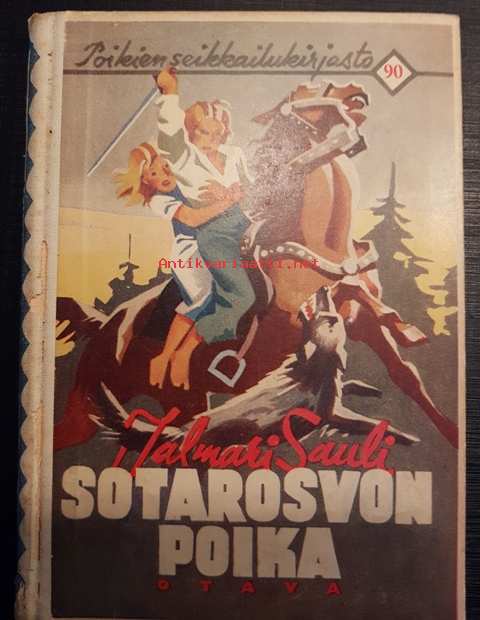 Poikien seikkailukirjasto
90
Antikvariaatti.net
Jalmari Sauli
SOTAROSVON
POIKA
OTAVA